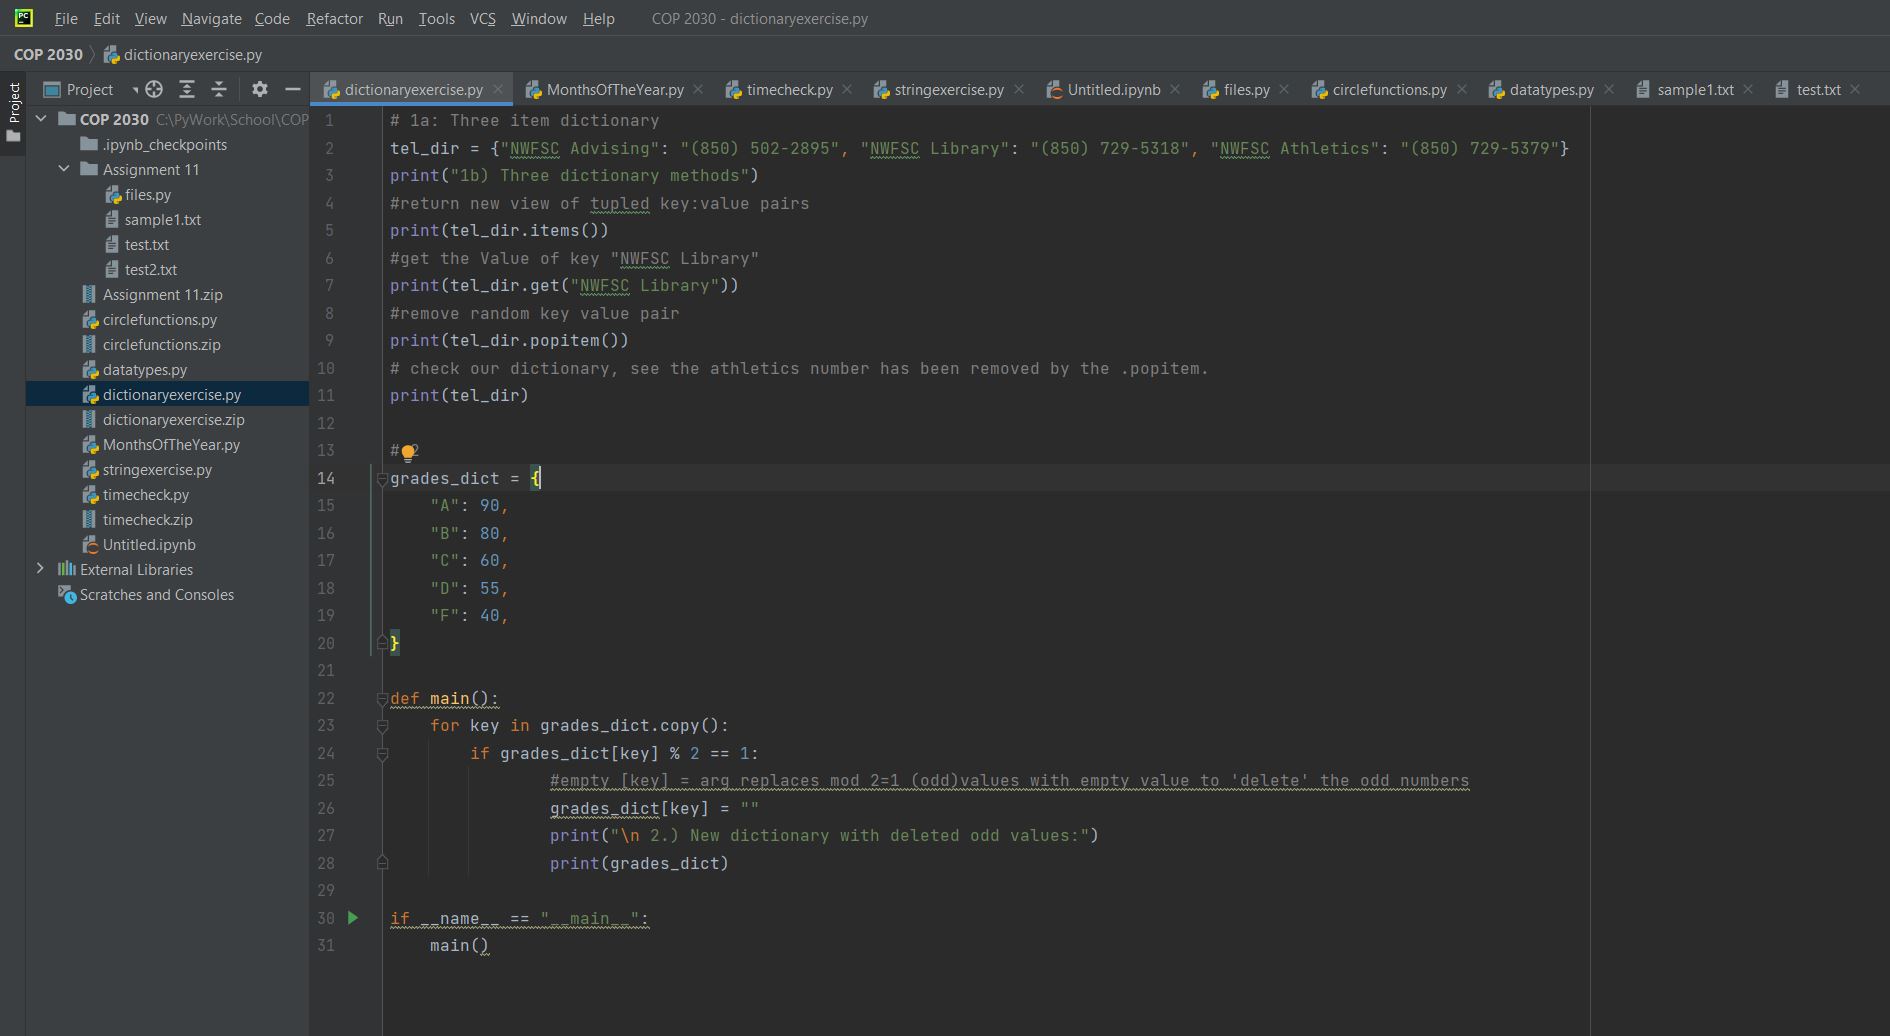 PC File Edit View Navigate Code Refactor Run Tools VCS Window Help COP 2030 - dictionaryexercise.py
COP 2030 dictionaryexercise.py
Project
Project
dictionaryexercise.py MonthsOfTheYear.py timecheck.py stringexercise.py Untitled.ipynb files.py circlefunctions.py datatypes.py sample1.txt test.txt
COP 2030 C:\PyWork\School\COP
.ipynb_checkpoints
Assignment 11
files.py
sample1.txt
test.txt
test2.txt
Assignment 11.zip
circlefunctions.py
circlefunctions.zip
datatypes.py
dictionaryexercise.py
dictionaryexercise.zip
MonthsOfTheYear.py
stringexercise.py
timecheck.py
timecheck.zip
Untitled.ipynb
External Libraries
Scratches and Consoles
1 # 1a: Three item dictionary
2 tel_dir = {"NWFSC Advising": "(850) 502-2895", "NWFSC Library": "(850) 729-5318", "NWFSC Athletics": "(850) 729-5379"}
3 print("1b) Three dictionary methods")
4 #return new view of tupled key:value pairs
5 print(tel_dir.items())
6 #get the Value of key "NWFSC Library"
7 print(tel_dir.get("NWFSC Library"))
8 #remove random key value pair
9 print(tel_dir.popitem())
10 # check our dictionary, see the athletics number has been removed by the .popitem.
11 print(tel_dir)
12
13 # 2
14 grades_dict = {
15     "A": 90,
16     "B": 80,
17     "C": 60,
18     "D": 55,
19     "F": 40,
20 }
21
22 def main():
23     for key in grades_dict.copy():
24         if grades_dict[key] % 2 == 1:
25                 #empty [key] = arg replaces mod 2=1 (odd)values with empty value to 'delete' the odd numbers
26                 grades_dict[key] = ""
27                 print("\n 2.) New dictionary with deleted odd values:")
28                 print(grades_dict)
29
30 if __name__ == "__main__":
31     main()